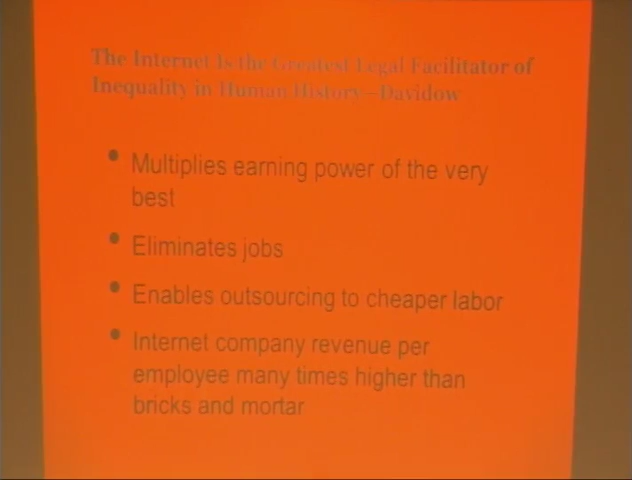 The Internet Is the Greatest Legal Facilitator of
Inequality in Human History—Davidow
• Multiplies earning power of the very
best
• Eliminates jobs
• Enables outsourcing to cheaper labor
• Internet company revenue per
employee many times higher than
bricks and mortar